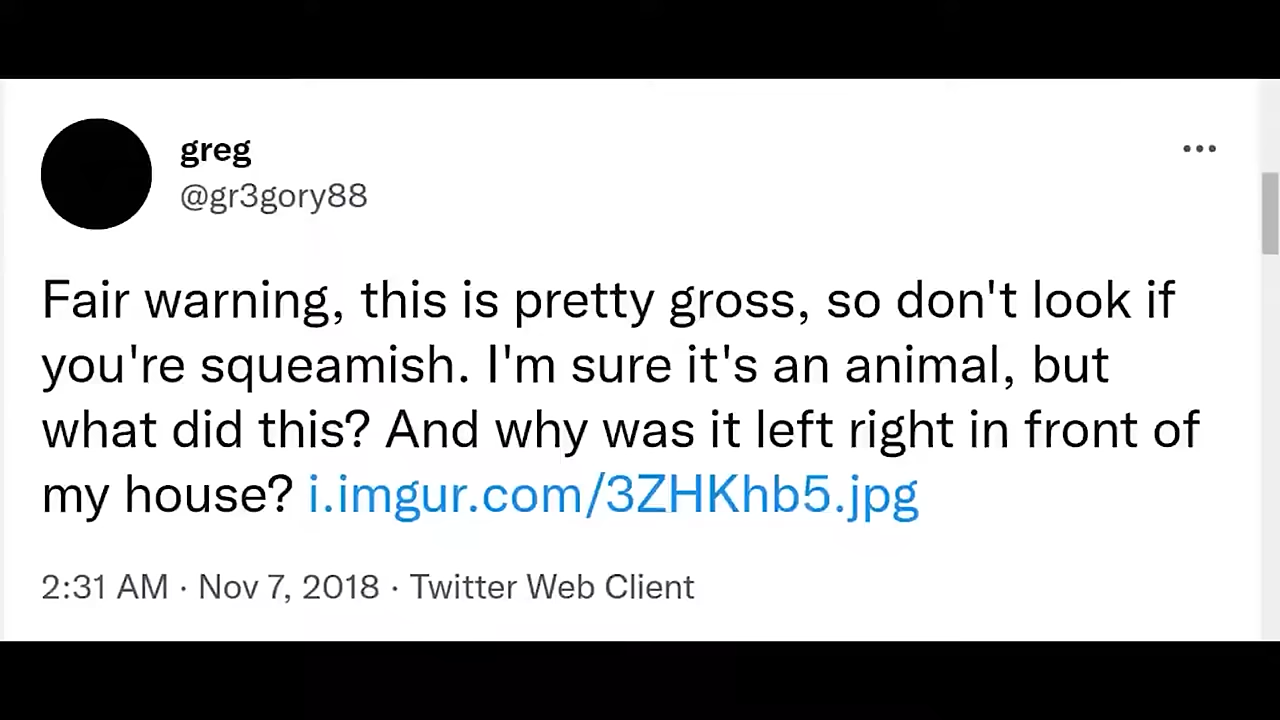 greg
@gr3gory88
Fair warning, this is pretty gross, so don't look if
you're squeamish. I'm sure it's an animal, but
what did this? And why was it left right in front of
my house? i.imgur.com/3ZHKhb5.jpg
2:31 AM · Nov 7, 2018 · Twitter Web Client